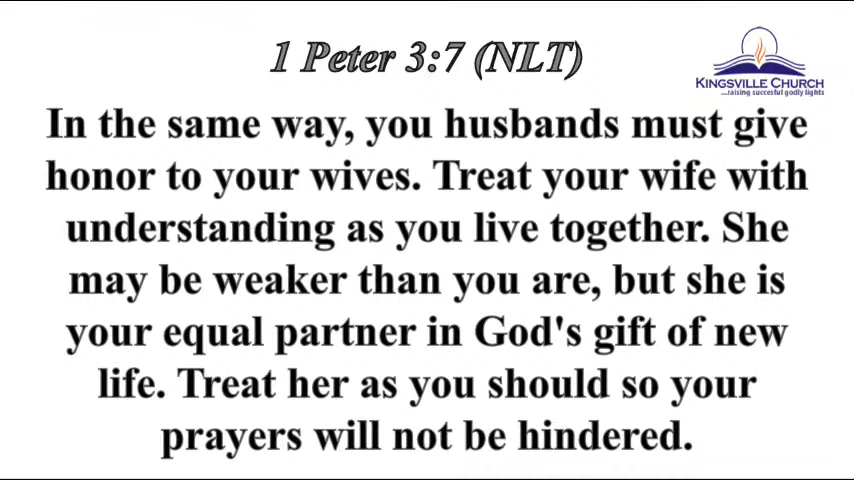 1 Peter 3:7 (NLT)
KINGSVILLE CHURCH
...raising succesful godly lights
In the same way, you husbands must give
honor to your wives. Treat your wife with
understanding as you live together. She
may be weaker than you are, but she is
your equal partner in God's gift of new
life. Treat her as you should so your
prayers will not be hindered.